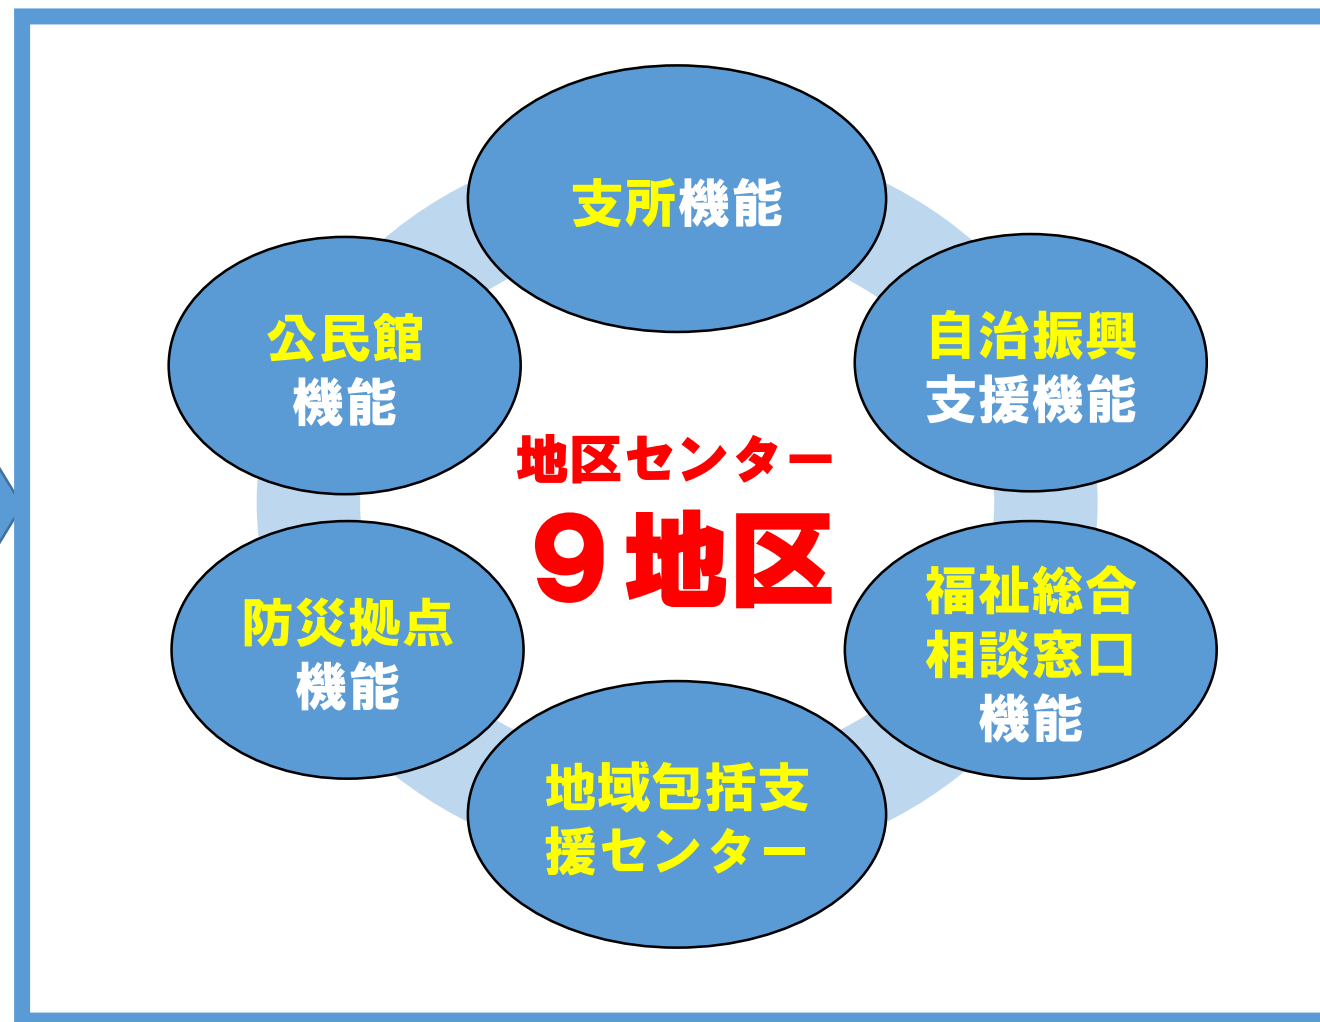 支所機能
公民館
機能
自治振興
支援機能
地区センター
９地区
防災拠点
機能
福祉総合
相談窓口
機能
地域包括支
援センター